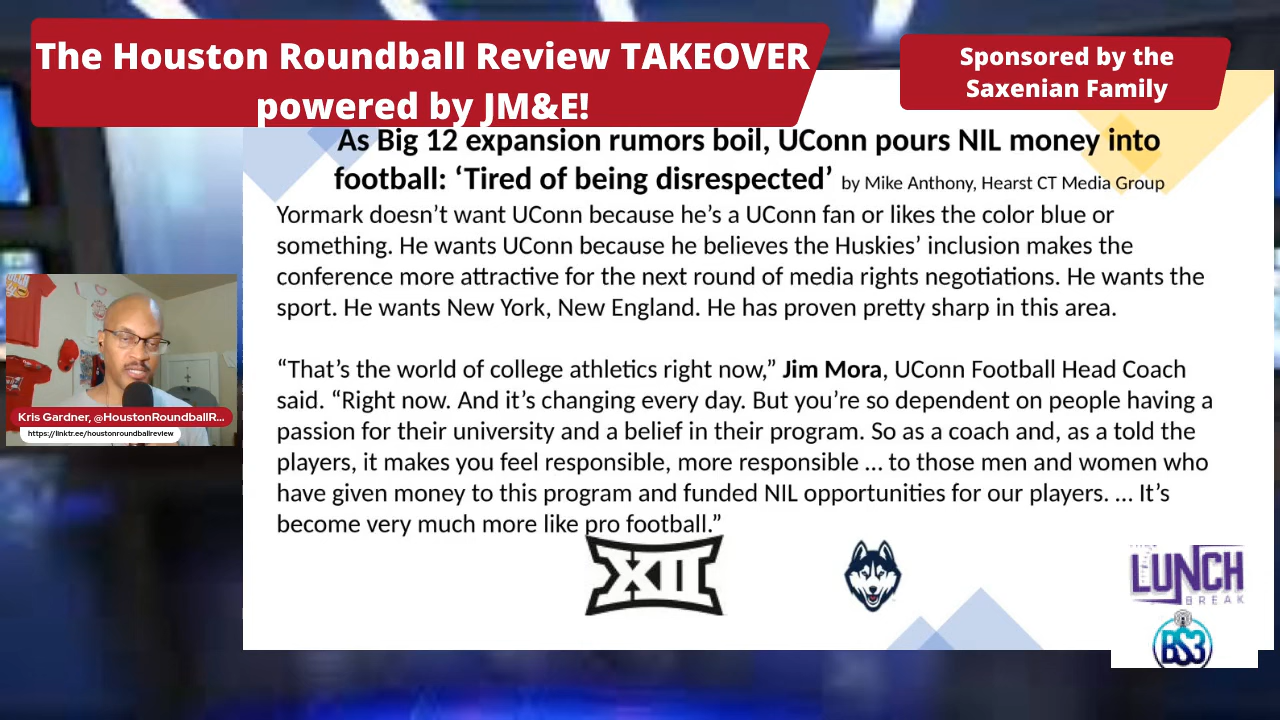 The Houston Roundball Review TAKEOVER
powered by JM&E!
Sponsored by the
Saxenian Family
As Big 12 expansion rumors boil, UConn pours NIL money into
football: ‘Tired of being disrespected’ by Mike Anthony, Hearst CT Media Group
Yormark doesn’t want UConn because he’s a UConn fan or likes the color blue or
something. He wants UConn because he believes the Huskies’ inclusion makes the
conference more attractive for the next round of media rights negotiations. He wants the
sport. He wants New York, New England. He has proven pretty sharp in this area.
“That’s the world of college athletics right now,” Jim Mora, UConn Football Head Coach
said. “Right now. And it’s changing every day. But you’re so dependent on people having a
passion for their university and a belief in their program. So as a coach and, as a told the
players, it makes you feel responsible, more responsible ... to those men and women who
have given money to this program and funded NIL opportunities for our players. ... It’s
become very much more like pro football.”
Kris Gardner, @HoustonRoundballR...
https://linktr.ee/houstonroundballreview
XII
LUNCH
BREAK
BS3